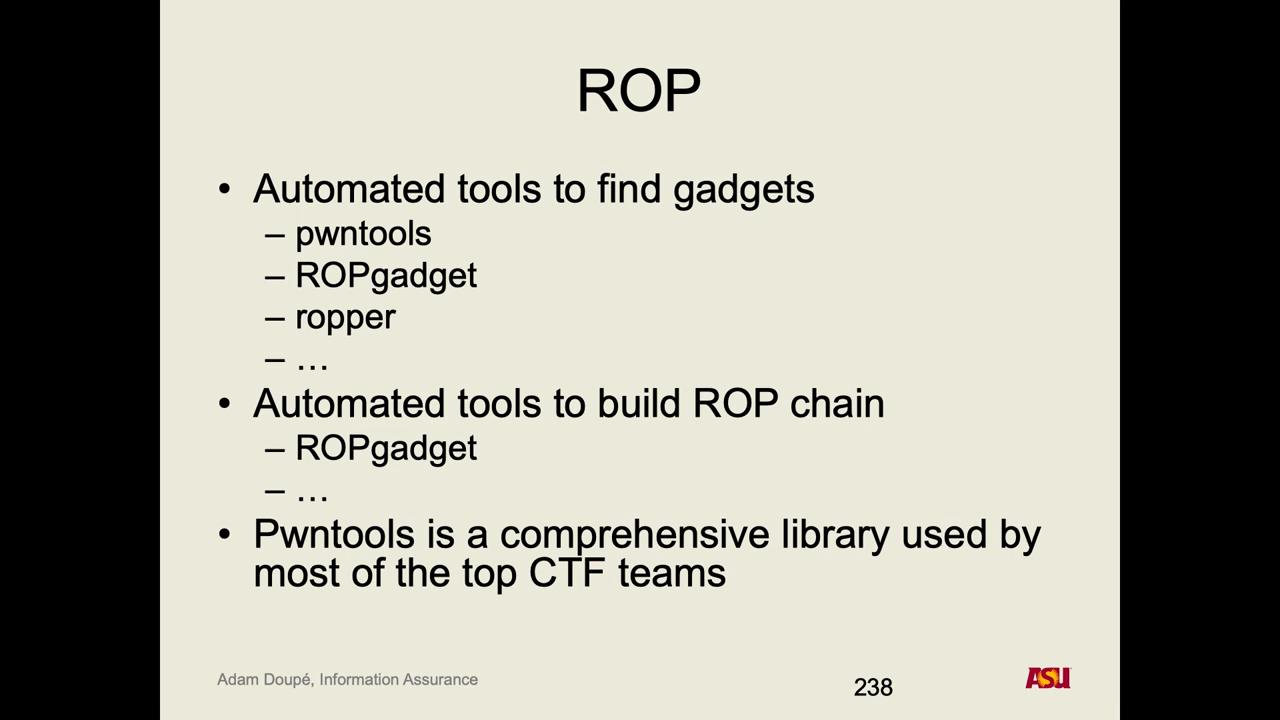 ROP
• Automated tools to find gadgets
– pwntools
– ROPgadget
– ropper
– …
• Automated tools to build ROP chain
– ROPgadget
– …
• Pwntools is a comprehensive library used by
most of the top CTF teams
Adam Doupé, Information Assurance
238
ASU